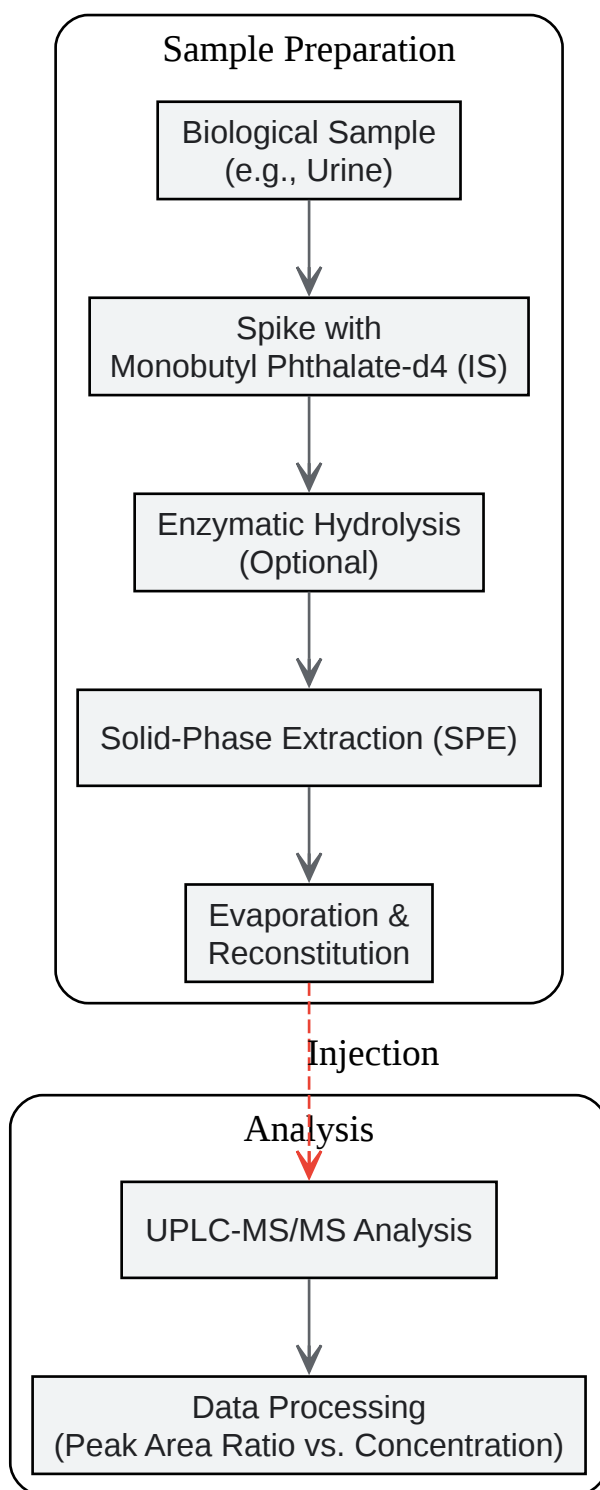 Sample Preparation
Biological Sample
(e.g., Urine)
Spike with
Monobutyl Phthalate-d4 (IS)
Enzymatic Hydrolysis
(Optional)
Solid-Phase Extraction (SPE)
Evaporation &
Reconstitution
Injection
Analysis
UPLC-MS/MS Analysis
Data Processing
(Peak Area Ratio vs. Concentration)